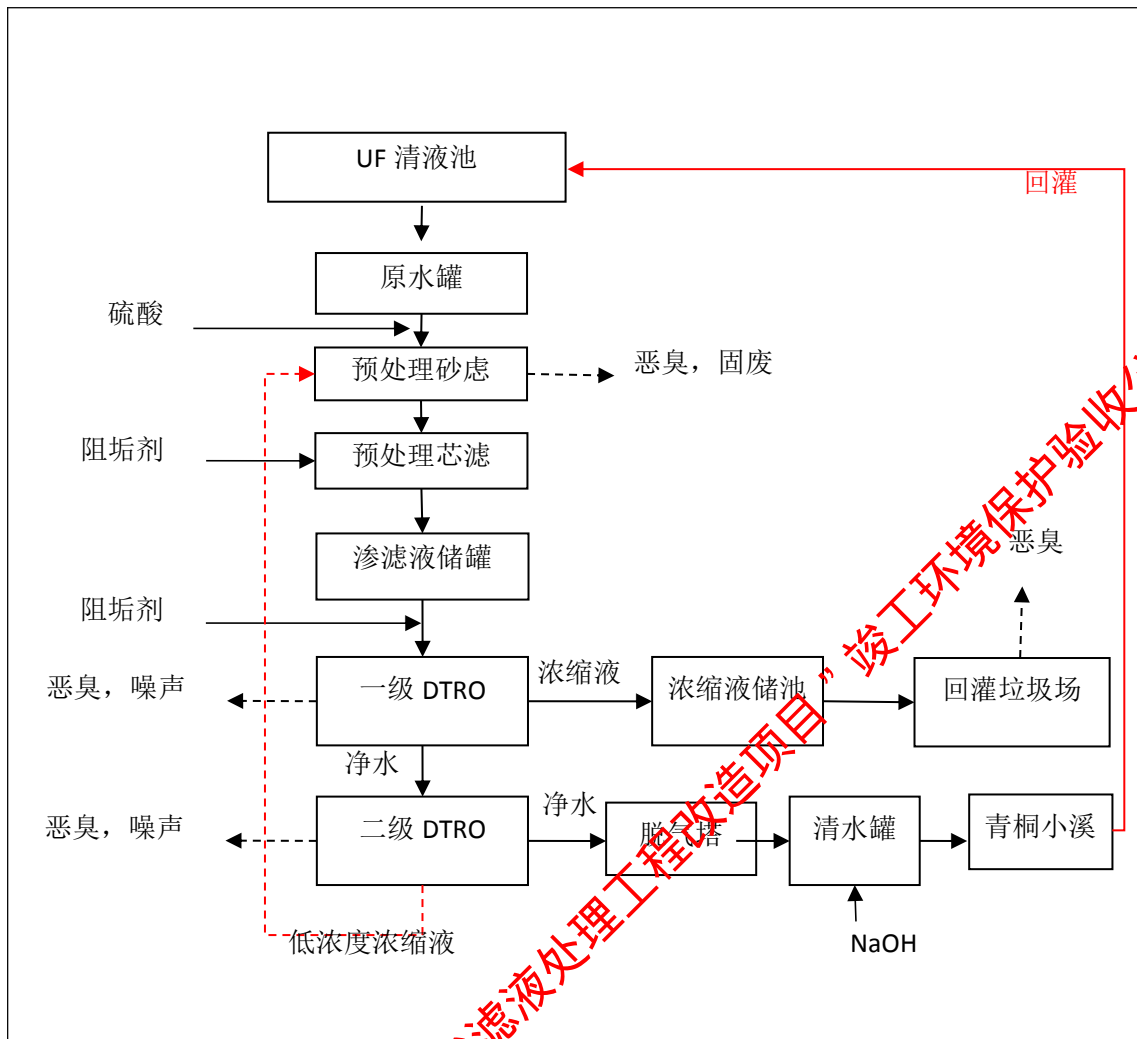 UF 清液池
回灌
原水罐
硫酸
预处理砂虑
恶臭，固废
阻垢剂
预处理芯滤
渗滤液储罐
恶臭
阻垢剂
一级 DTRO
恶臭，噪声
浓缩液
浓缩液储池
回灌垃圾场
净水
二级 DTRO
恶臭，噪声
净水
脱气塔
清水罐
青桐小溪
低浓度浓缩液
NaOH
滤液处理工程改造项目”竣工环境保护验收